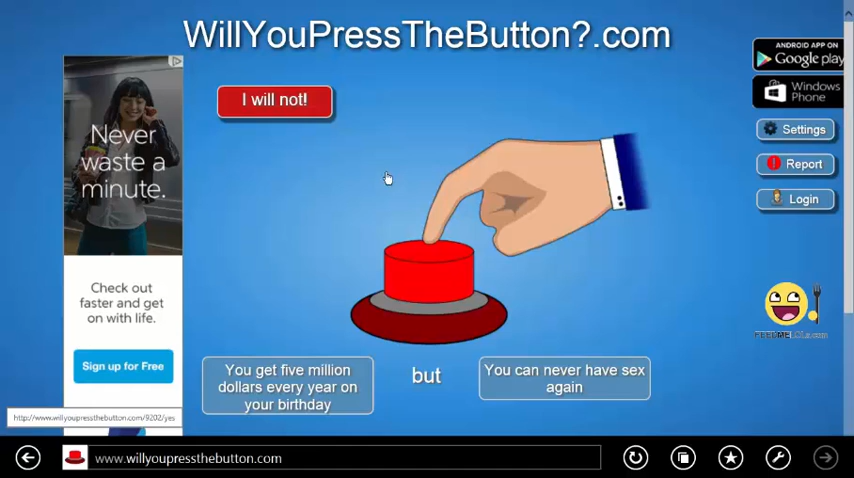 WillYouPressTheButton?.com
ANDROID APP ON
Google play
Windows
Phone
Settings
Report
Login
I will not!
Never
waste a
minute.
Check out
faster and get
on with life.
Sign up for Free
FEEDMELOLZ.com
You get five million
dollars every year on
your birthday
but
You can never have sex
again
http://www.willyoupressthebutton.com/9202/yes
www.willyoupressthebutton.com